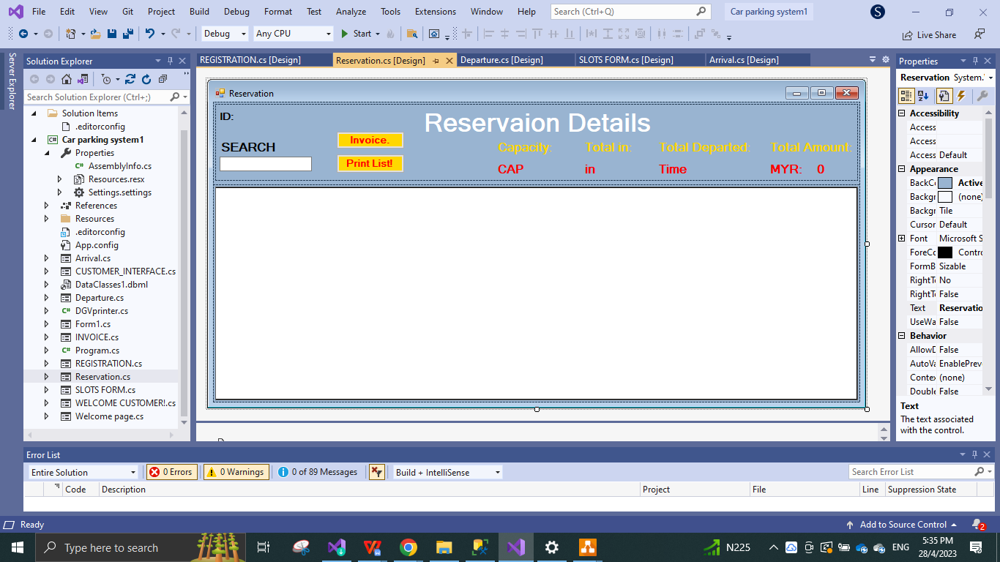 File Edit View Git Project Build Debug Format Test Analyze Tools Extensions Window Help Search (Ctrl+Q) Car parking system1 S
Debug Any CPU Start Live Share
Server Explorer
Solution Explorer
Search Solution Explorer (Ctrl+;)
Solution Items
.editorconfig
Car parking system1
Properties
AssemblyInfo.cs
Resources.resx
Settings.settings
References
Resources
.editorconfig
App.config
Arrival.cs
CUSTOMER_INTERFACE.cs
DataClasses1.dbml
Departure.cs
DGVprinter.cs
Form1.cs
INVOICE.cs
Program.cs
REGISTRATION.cs
Reservation.cs
SLOTS FORM.cs
WELCOME CUSTOMER!.cs
Welcome page.cs
REGISTRATION.cs [Design] Reservation.cs [Design] Departure.cs [Design] SLOTS FORM.cs [Design] Arrival.cs [Design]
Reservation
ID:
Reservaion Details
SEARCH
Invoice.
Print List!
Capacity: Total in: Total Departed: Total Amount:
CAP in Time MYR: 0
Properties
Reservation System.
Accessibility
Access
Access
Access Default
Appearance
BackCo Active
Backgr (none)
Backgr Tile
Cursor Default
Font Microsoft S
ForeCo Contro
FormB Sizable
RightTo No
RightTo False
Text Reservatio
UseWa False
Behavior
AllowD False
AutoVa EnablePrev
Contex (none)
Double False
Text
The text associated
with the control.
Error List
Entire Solution 0 Errors 0 Warnings 0 of 89 Messages Build + IntelliSense Search Error List
Code Description Project File Line Suppression State
Ready Add to Source Control 2
Type here to search N225 ENG 5:35 PM
28/4/2023